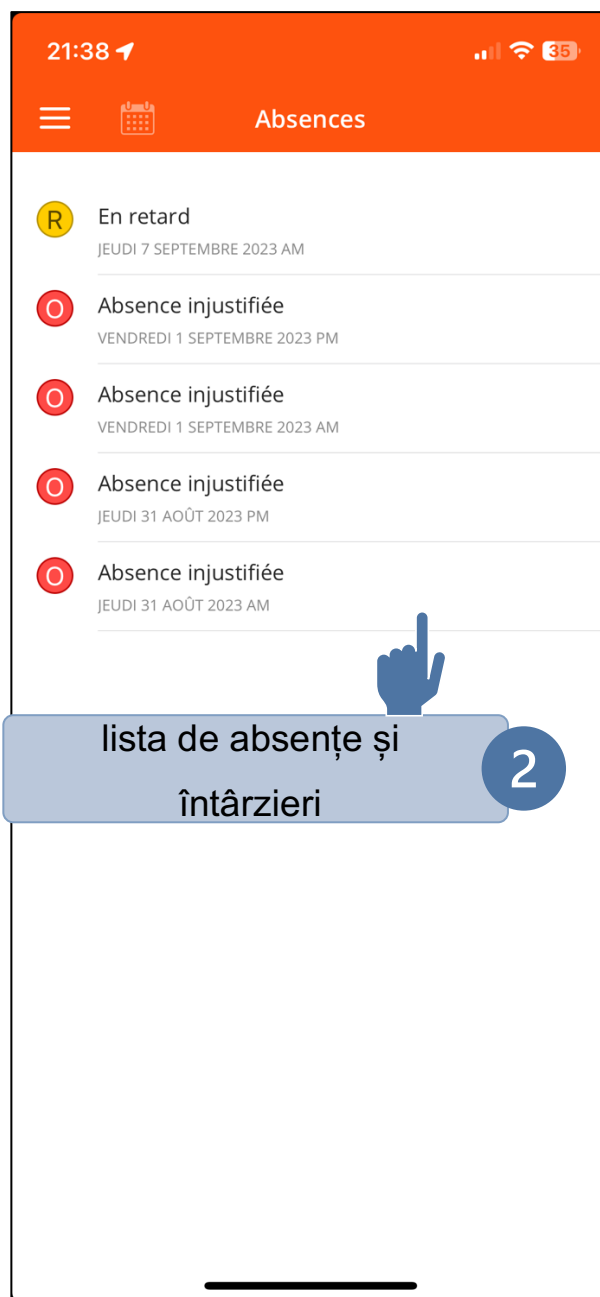 21:38
35
Absences
R
En retard
JEUDI 7 SEPTEMBRE 2023 AM
O
Absence injustifiée
VENDREDI 1 SEPTEMBRE 2023 PM
O
Absence injustifiée
VENDREDI 1 SEPTEMBRE 2023 AM
O
Absence injustifiée
JEUDI 31 AOÛT 2023 PM
O
Absence injustifiée
JEUDI 31 AOÛT 2023 AM
lista de absențe și
întârzieri
2